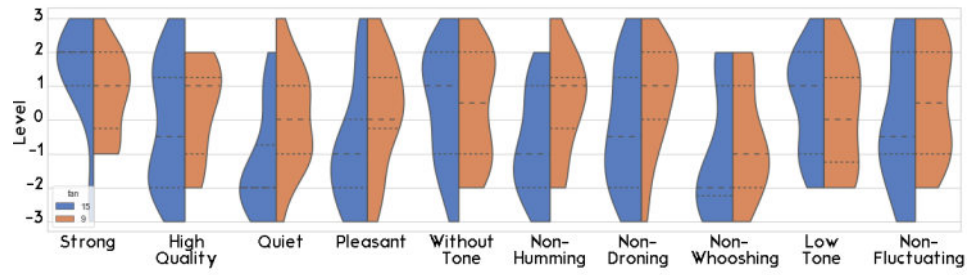 3
2
1
0
-1
-2
-3
Level
fan
15
9
Strong
High
Quality
Quiet
Pleasant
Without
Tone
Non-
Humming
Non-
Droning
Non-
Whooshing
Low
Tone
Non-
Fluctuating